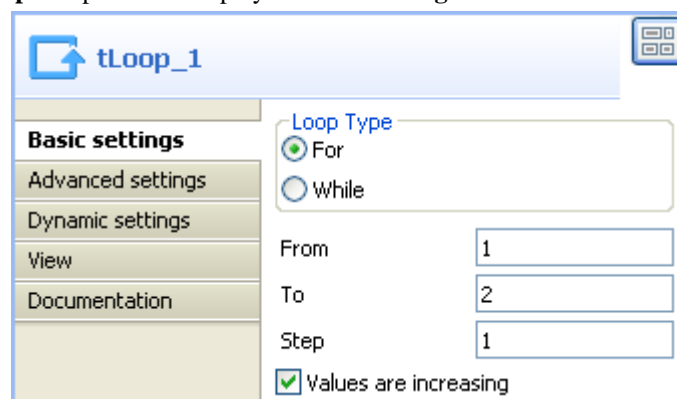 tLoop_1
Basic settings
Advanced settings
Dynamic settings
View
Documentation
Loop Type
For
While
From 1
To 2
Step 1
Values are increasing